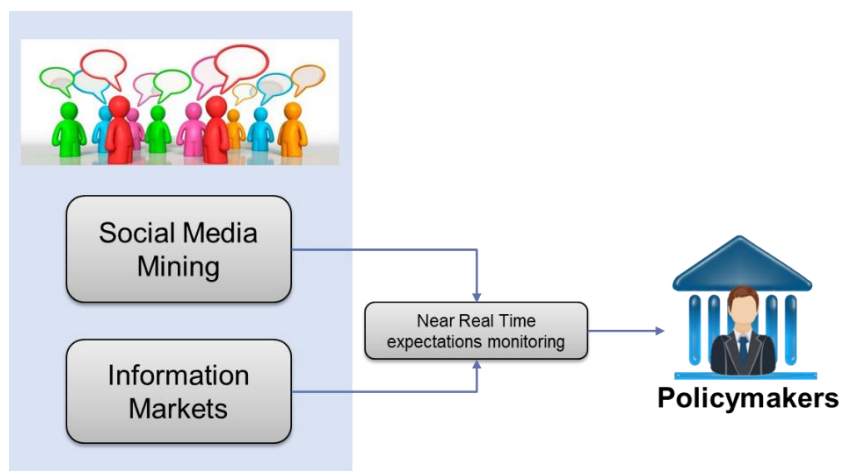 Social Media
Mining
Near Real Time
expectations monitoring
Information
Markets
Policymakers